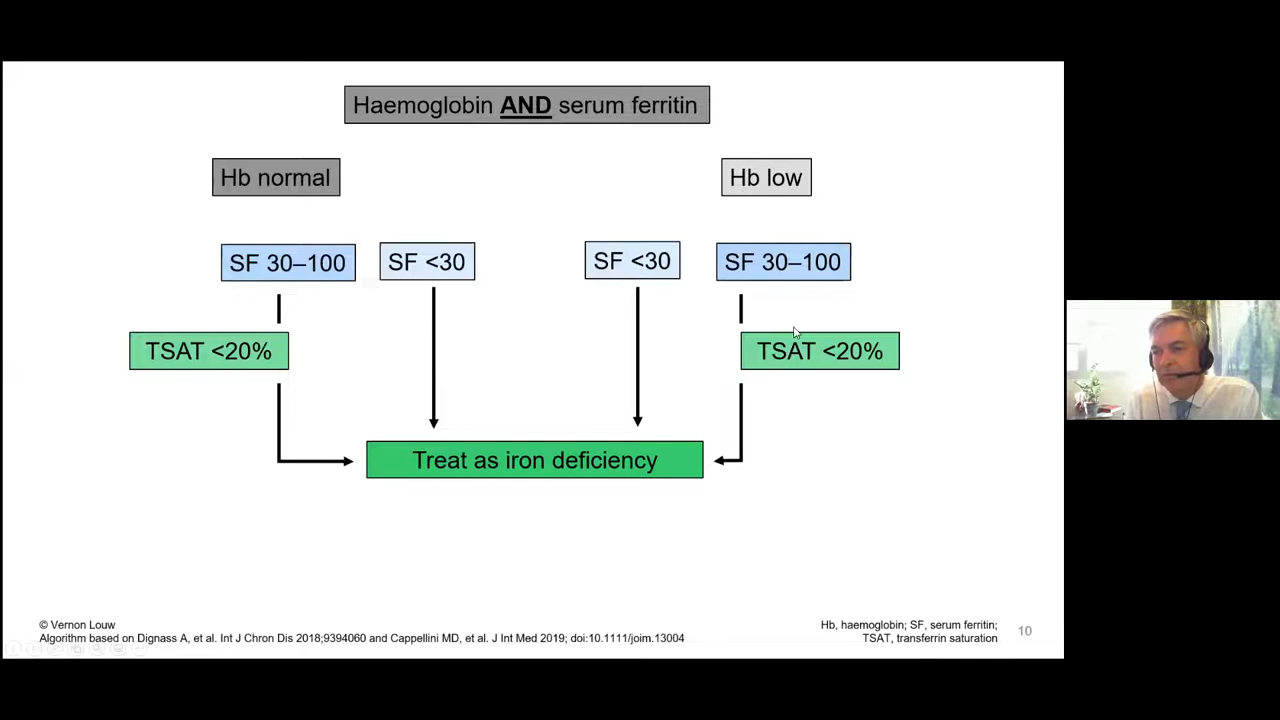 Haemoglobin AND serum ferritin
Hb normal
Hb low
SF 30–100
SF <30
SF <30
SF 30–100
TSAT <20%
TSAT <20%
Treat as iron deficiency
© Vernon Louw
Algorithm based on Dignass A, et al. Int J Chron Dis 2018;9394060 and Cappellini MD, et al. J Int Med 2019; doi:10.1111/joim.13004
Hb, haemoglobin; SF, serum ferritin;
TSAT, transferrin saturation
10